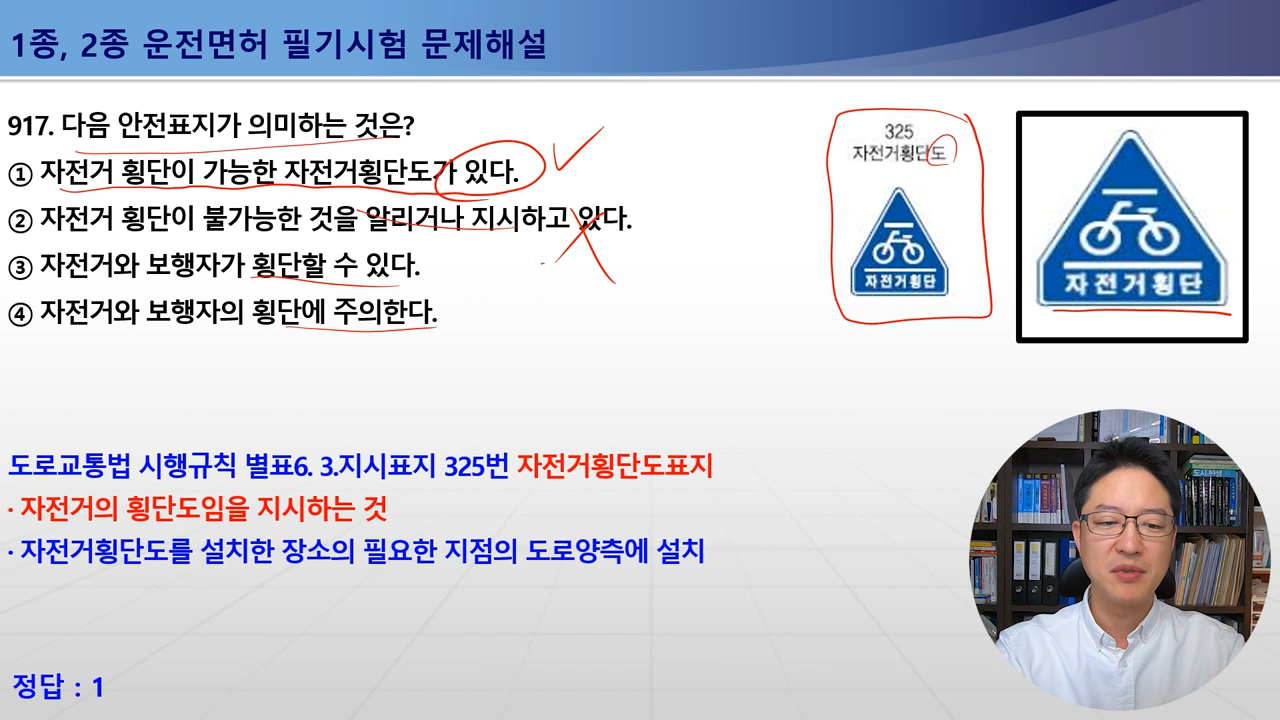 1종, 2종 운전면허 필기시험 문제해설
917. 다음 안전표지가 의미하는 것은?
① 자전거 횡단이 가능한 자전거횡단도가 있다.
② 자전거 횡단이 불가능한 것을 알리거나 지시하고 있다.
③ 자전거와 보행자가 횡단할 수 있다.
④ 자전거와 보행자의 횡단에 주의한다.
325
자전거횡단도
자전거횡단
자전거횡단
도로교통법 시행규칙 별표6. 3.지시표지 325번 자전거횡단도표지
· 자전거의 횡단도임을 지시하는 것
· 자전거횡단도를 설치한 장소의 필요한 지점의 도로양측에 설치
정답 : 1